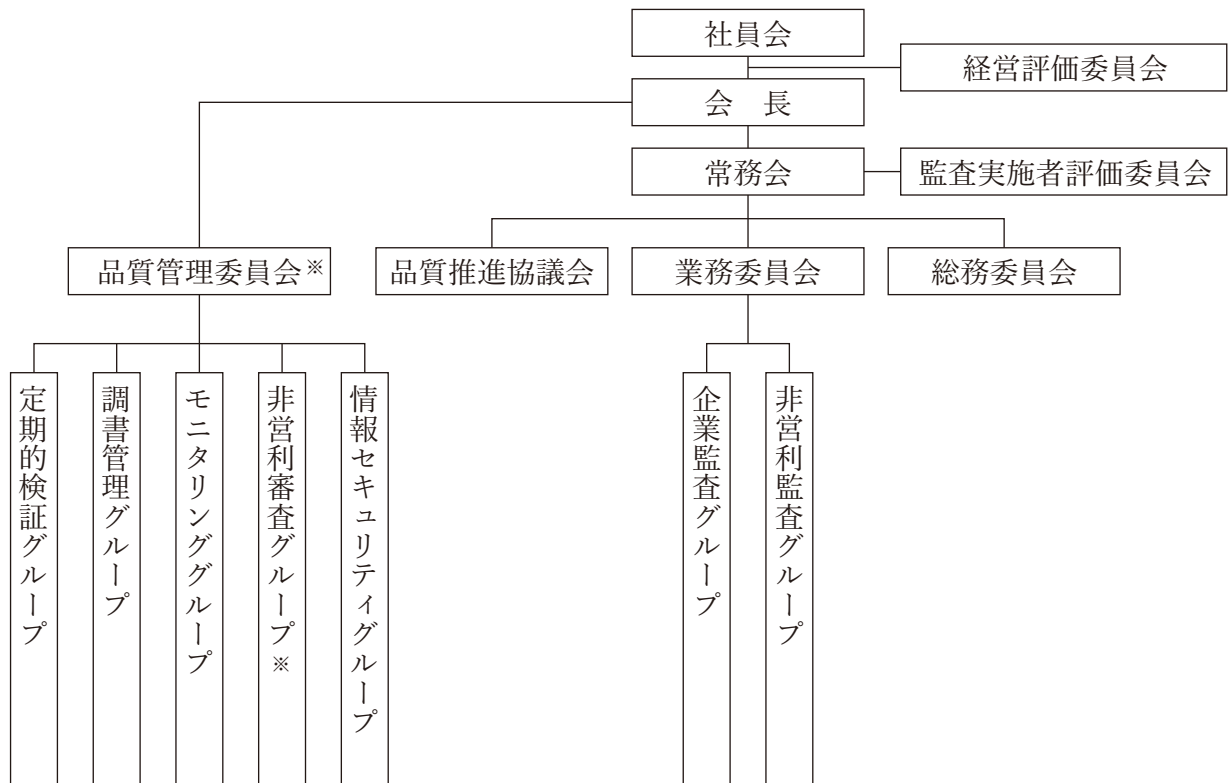 社員会
経営評価委員会
会　長
常務会
監査実施者評価委員会
品質管理委員会※
品質推進協議会
業務委員会
総務委員会
定期的検証グループ
調書管理グループ
モニタリンググループ
非営利審査グループ※
情報セキュリティグループ
企業監査グループ
非営利監査グループ